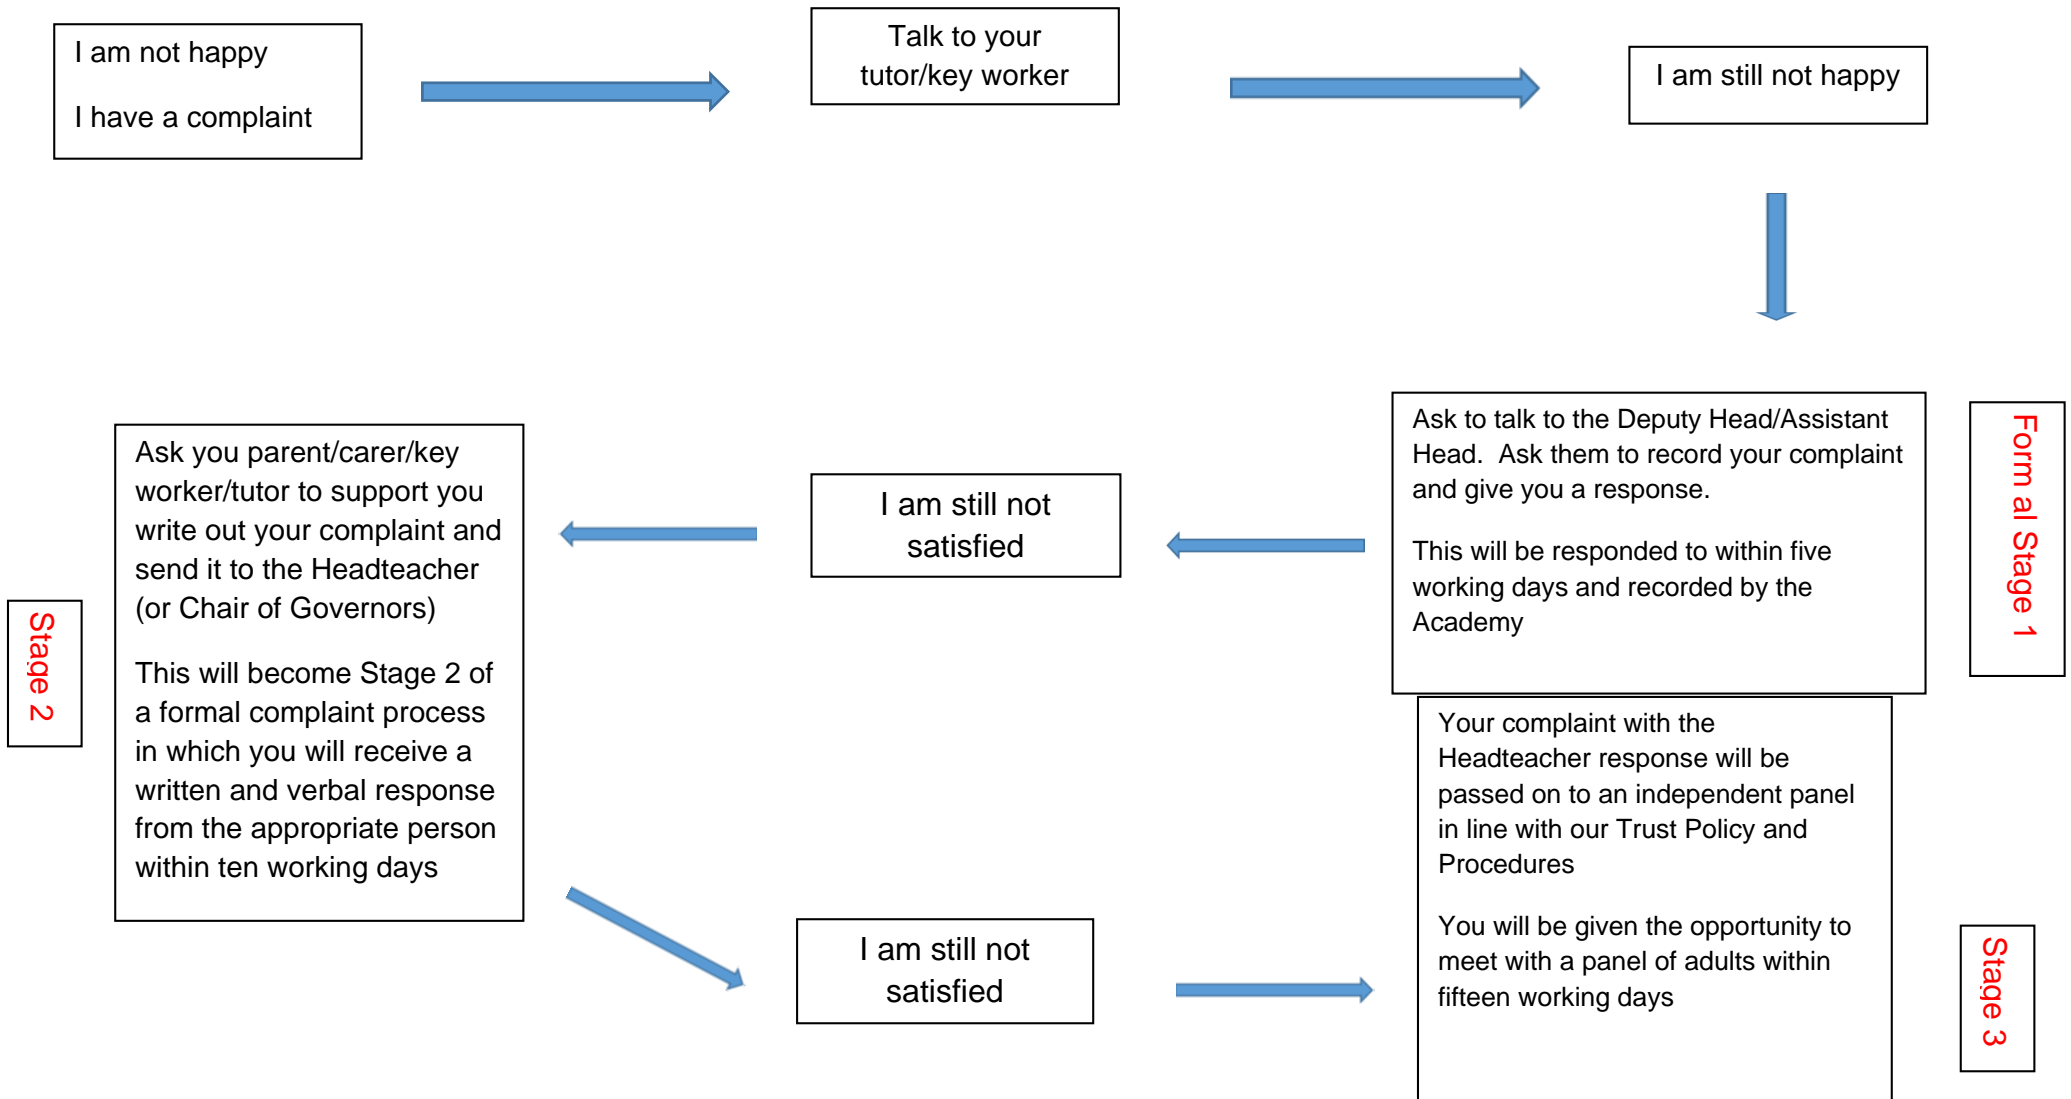 I am not happy
I have a complaint
Talk to your
tutor/key worker
I am still not happy
Ask to talk to the Deputy Head/Assistant
Head.  Ask them to record your complaint
and give you a response.
This will be responded to within five
working days and recorded by the
Academy
Form al Stage 1
I am still not
satisfied
Ask you parent/carer/key
worker/tutor to support you
write out your complaint and
send it to the Headteacher
(or Chair of Governors)
This will become Stage 2 of
a formal complaint process
in which you will receive a
written and verbal response
from the appropriate person
within ten working days
Stage 2
I am still not
satisfied
Your complaint with the
Headteacher response will be
passed on to an independent panel
in line with our Trust Policy and
Procedures
You will be given the opportunity to
meet with a panel of adults within
fifteen working days
Stage 3